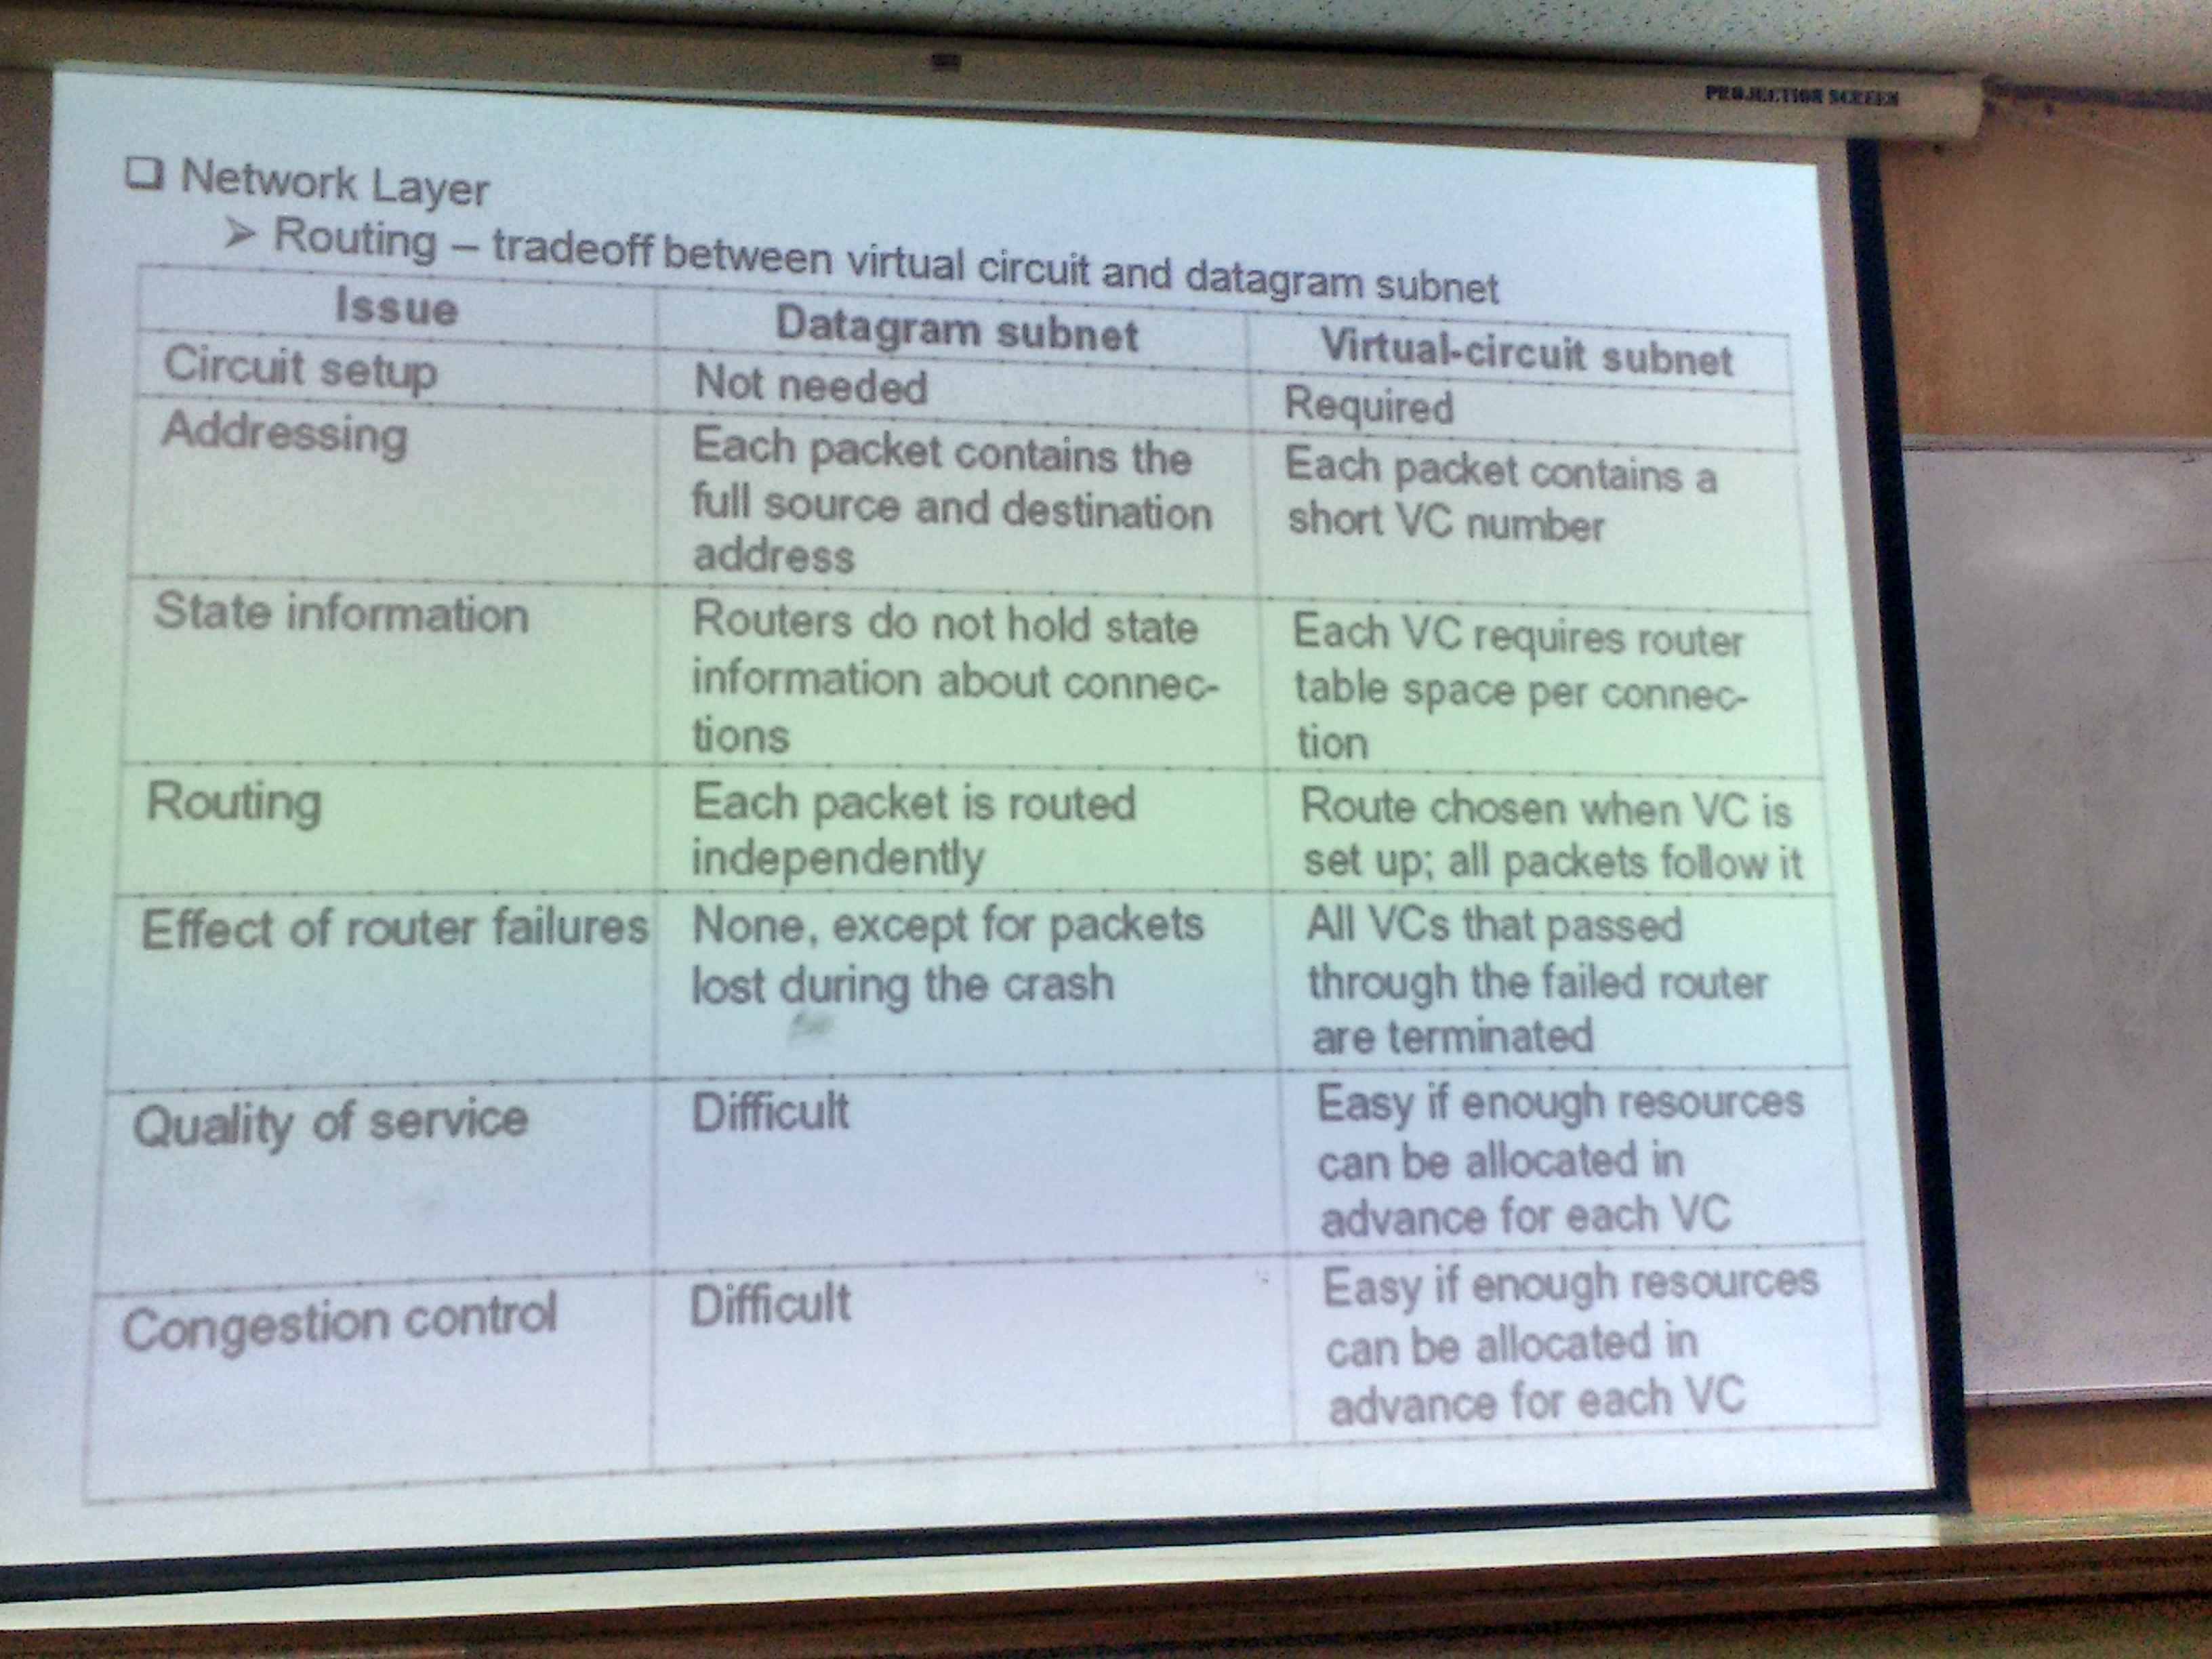 PROJECTION SCREEN
❑ Network Layer
➢ Routing – tradeoff between virtual circuit and datagram subnet
Issue
Datagram subnet
Virtual-circuit subnet
Circuit setup
Not needed
Required
Addressing
Each packet contains the
full source and destination
address
Each packet contains a
short VC number
State information
Routers do not hold state
information about connec-
tions
Each VC requires router
table space per connec-
tion
Routing
Each packet is routed
independently
Route chosen when VC is
set up; all packets follow it
Effect of router failures
None, except for packets
lost during the crash
All VCs that passed
through the failed router
are terminated
Quality of service
Difficult
Easy if enough resources
can be allocated in
advance for each VC
Congestion control
Difficult
Easy if enough resources
can be allocated in
advance for each VC